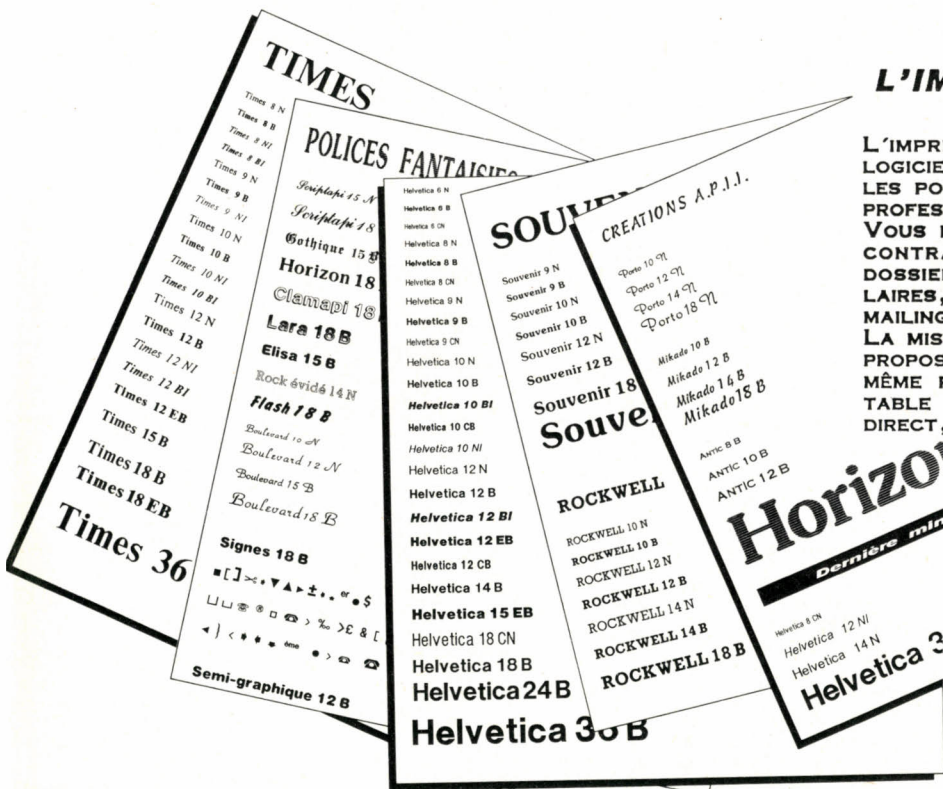 TIMES
Times 8 N
Times 8 B
Times 8 NI
Times 8 BI
Times 9 N
Times 9 B
Times 9 NI
Times 10 N
Times 10 B
Times 10 NI
Times 10 BI
Times 12 N
Times 12 B
Times 12 NI
Times 12 BI
Times 12 EB
Times 15 B
Times 18 B
Times 18 EB
Times 36
POLICES FANTAISIES
Scriptapi 15 N
Scriptapi 18
Gothique 15 B
Horizon 18
Clamapi 18
Lara 18 B
Elisa 15 B
Rock évidé 14 N
Flash 18 B
Boulevard 10 N
Boulevard 12 N
Boulevard 15 B
Boulevard 18 B
Signes 18 B
Semi-graphique 12 B
Helvetica 6 N
Helvetica 6 B
Helvetica 6 CN
Helvetica 8 N
Helvetica 8 B
Helvetica 8 CN
Helvetica 9 N
Helvetica 9 B
Helvetica 9 CN
Helvetica 10 N
Helvetica 10 B
Helvetica 10 BI
Helvetica 10 CB
Helvetica 10 NI
Helvetica 12 N
Helvetica 12 B
Helvetica 12 BI
Helvetica 12 EB
Helvetica 12 CB
Helvetica 14 B
Helvetica 15 EB
Helvetica 18 CN
Helvetica 18 B
Helvetica 24 B
Helvetica 36 B
SOUVEN
Souvenir 9 N
Souvenir 9 B
Souvenir 10 N
Souvenir 10 B
Souvenir 12 N
Souvenir 12 B
Souvenir 18
Souve
ROCKWELL
ROCKWELL 10 N
ROCKWELL 10 B
ROCKWELL 12 N
ROCKWELL 12 B
ROCKWELL 14 N
ROCKWELL 14 B
ROCKWELL 18 B
CREATIONS A.P.I.I.
Porto 10 N
Porto 12 N
Porto 14 N
Porto 18 N
Mikado 10 B
Mikado 12 B
Mikado 14 B
Mikado 18 B
ANTIC 8 B
ANTIC 10 B
ANTIC 12 B
Horizo
Dernière min
Helvetica 8 CN
Helvetica 12 NI
Helvetica 14 N
Helvetica 3
L'IM
L'IMPR
LOGICIE
LES PO
PROFES
VOUS
CONTRA
DOSSIE
LAIRES,
MAILING
LA MIS
PROPOS
MÊME
TABLE
DIRECT,